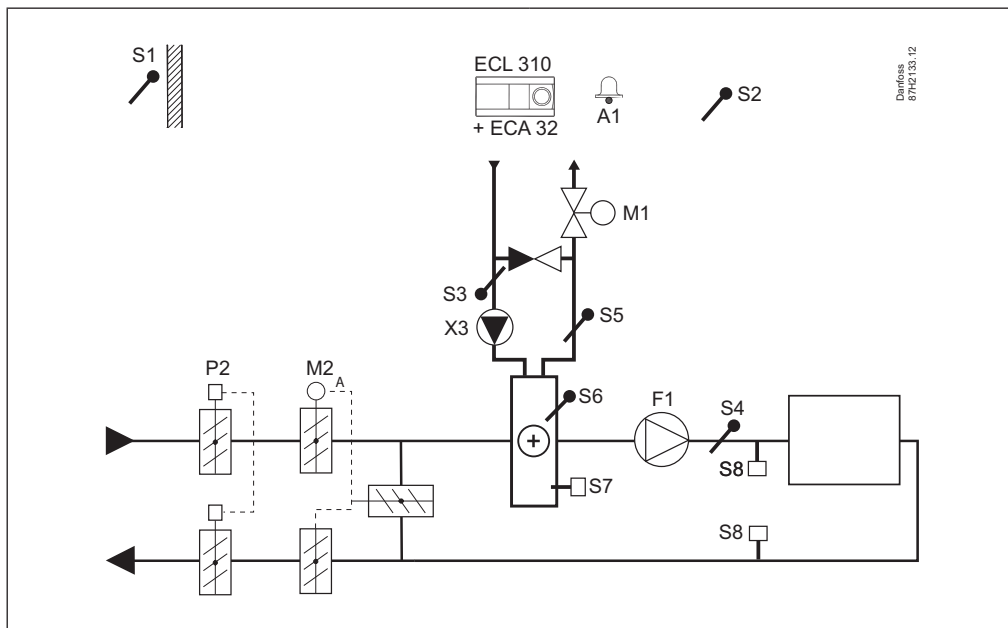 S1
ECL 310
+ ECA 32
A1
S2
Danfoss
87H2133.12
M1
S3
X3
S5
P2
M2
A
S6
F1
S4
S7
S8
S8